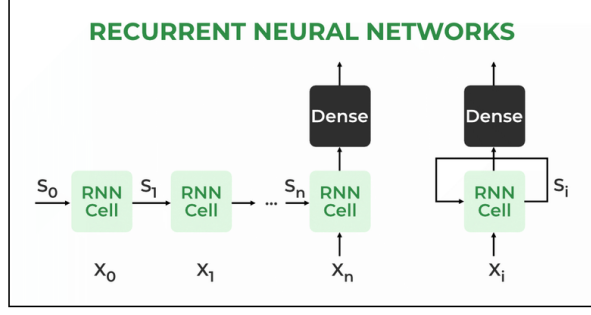 RECURRENT NEURAL NETWORKS
Dense
Dense
S0
RNN
Cell
S1
RNN
Cell
...
Sn
RNN
Cell
RNN
Cell
Si
X0
X1
Xn
Xi